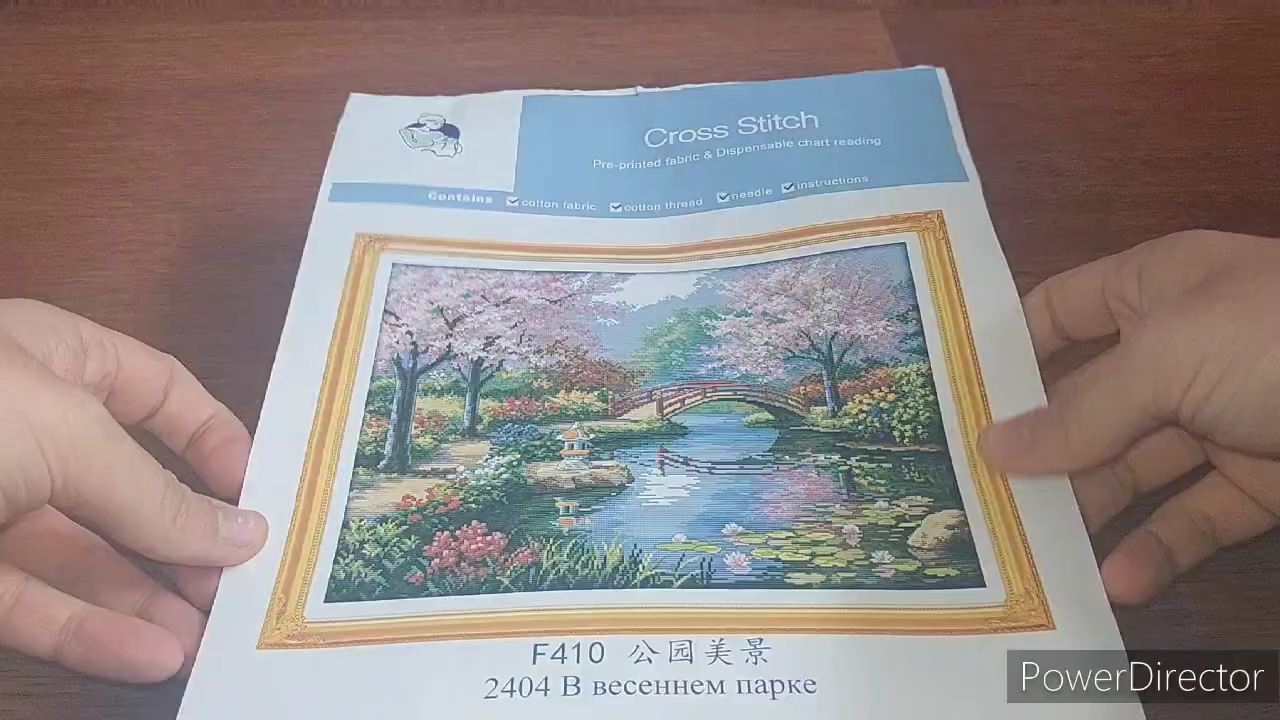 Cross Stitch
Pre-printed fabric & Dispensable chart reading
Contains cotton fabric cotton thread needle instructions
F410 公园美景
2404 В весеннем парке
PowerDirector